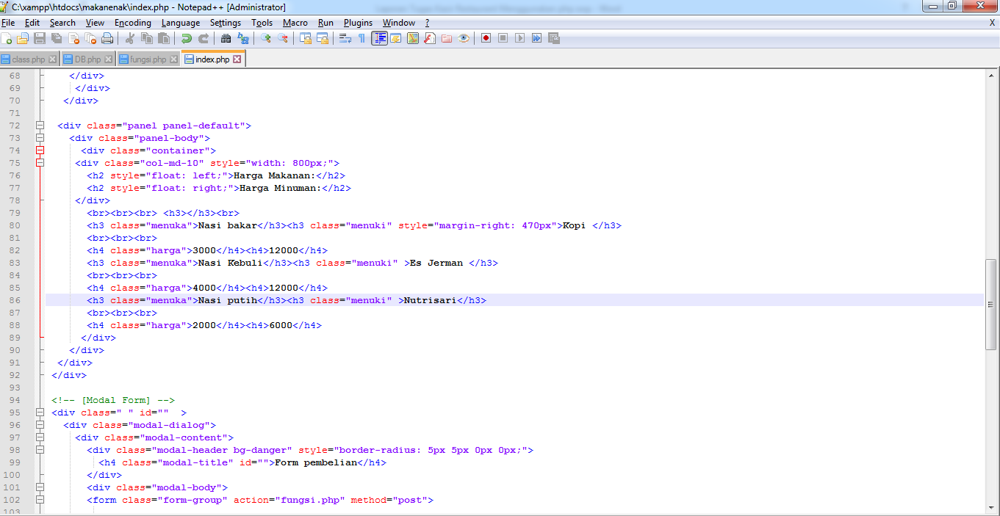 C:\xampp\htdocs\makanenak\index.php - Notepad++ [Administrator]
File Edit Search View Encoding Language Settings Tools Macro Run Plugins Window ? X
class.php DB.php fungsi.php index.php
68 </div>
69 </div>
70 </div>
71
72 <div class="panel panel-default">
73 <div class="panel-body">
74 <div class="container">
75 <div class="col-md-10" style="width: 800px;">
76 <h2 style="float: left;">Harga Makanan:</h2>
77 <h2 style="float: right;">Harga Minuman:</h2>
78 </div>
79 <br><br><br> <h3></h3><br>
80 <h3 class="menuka">Nasi bakar</h3><h3 class="menuki" style="margin-right: 470px">Kopi </h3>
81 <br><br><br>
82 <h4 class="harga">3000</h4><h4>12000</h4>
83 <h3 class="menuka">Nasi Kebuli</h3><h3 class="menuki" >Es Jerman </h3>
84 <br><br><br>
85 <h4 class="harga">4000</h4><h4>12000</h4>
86 <h3 class="menuka">Nasi putih</h3><h3 class="menuki" >Nutrisari</h3>
87 <br><br><br>
88 <h4 class="harga">2000</h4><h4>6000</h4>
89 </div>
90 </div>
91 </div>
92 </div>
93
94 <!-- [Modal Form] -->
95 <div class=" " id=""  >
96 <div class="modal-dialog">
97 <div class="modal-content">
98 <div class="modal-header bg-danger" style="border-radius: 5px 5px 0px 0px;">
99 <h4 class="modal-title" id="">Form pembelian</h4>
100 </div>
101 <div class="modal-body">
102 <form class="form-group" action="fungsi.php" method="post">
103